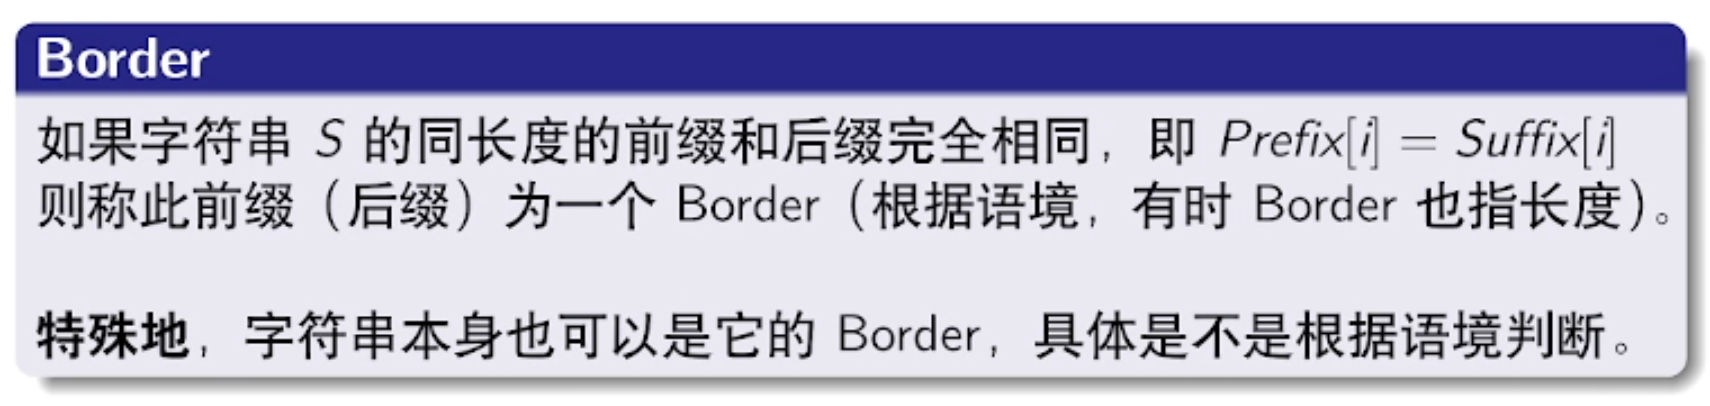 Border
如果字符串 S 的同长度的前缀和后缀完全相同，即 Prefix[i] = Suffix[i]
则称此前缀（后缀）为一个 Border（根据语境，有时 Border 也指长度）。
特殊地，字符串本身也可以是它的 Border，具体是不是根据语境判断。